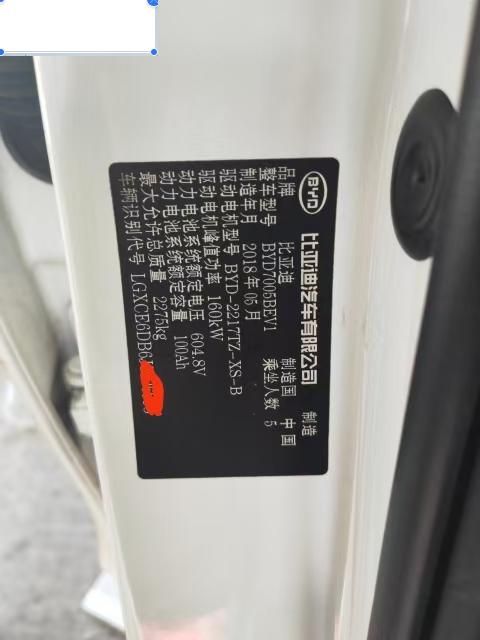 BYD 比亚迪汽车有限公司 制造
品牌 比亚迪 制造国 中国
整车型号 BYD7005BEV1 乘坐人数 5
制造年月 2018年05月
驱动电机型号 BYD-2217TZ-XS-B
驱动电机峰值功率 160kW
动力电池系统额定电压 604.8V
动力电池系统额定容量 100Ah
最大允许总质量 2275kg
车辆识别代号 LGXCE6DB6J